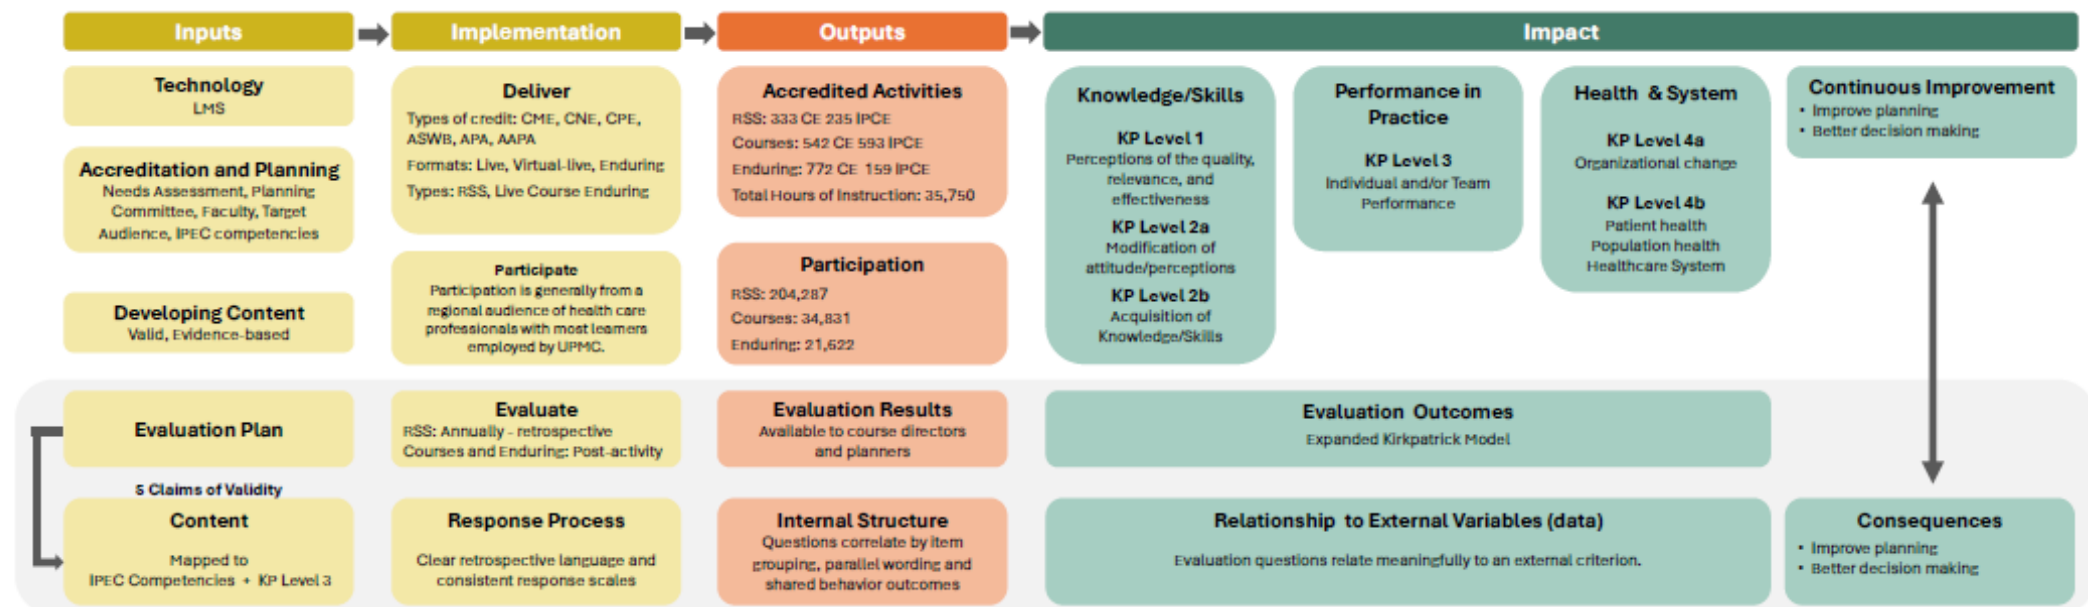 Inputs
Implementation
Outputs
Impact
Technology
LMS
Accreditation and Planning
Needs Assessment, Planning
Committee, Faculty, Target
Audience, IPEC competencies
Developing Content
Valid, Evidence-based
Deliver
Types of credit: CME, CNE, CPE,
ASWB, APA, AAPA
Formats: Live, Virtual-live, Enduring
Types: RSS, Live Course Enduring
Participate
Participation is generally from a
regional audience of health care
professionals with most learners
employed by UPMC.
Accredited Activities
RSS: 333 CE 235 IPCE
Courses: 542 CE 593 IPCE
Enduring: 772 CE 159 IPCE
Total Hours of Instruction: 35,750
Participation
RSS: 204,287
Courses: 34,831
Enduring: 21,622
Knowledge/Skills
KP Level 1
Perceptions of the quality,
relevance, and
effectiveness
KP Level 2a
Modification of
attitude/perceptions
KP Level 2b
Acquisition of
Knowledge/Skills
Performance in
Practice
KP Level 3
Individual and/or Team
Performance
Health & System
KP Level 4a
Organizational change
KP Level 4b
Patient health
Population health
Healthcare System
Continuous Improvement
• Improve planning
• Better decision making
Evaluation Plan
Evaluate
RSS: Annually - retrospective
Courses and Enduring: Post-activity
Evaluation Results
Available to course directors
and planners
Evaluation Outcomes
Expanded Kirkpatrick Model
5 Claims of Validity
Content
Mapped to
IPEC Competencies + KP Level 3
Response Process
Clear retrospective language and
consistent response scales
Internal Structure
Questions correlate by item
grouping, parallel wording and
shared behavior outcomes
Relationship to External Variables (data)
Evaluation questions relate meaningfully to an external criterion.
Consequences
• Improve planning
• Better decision making